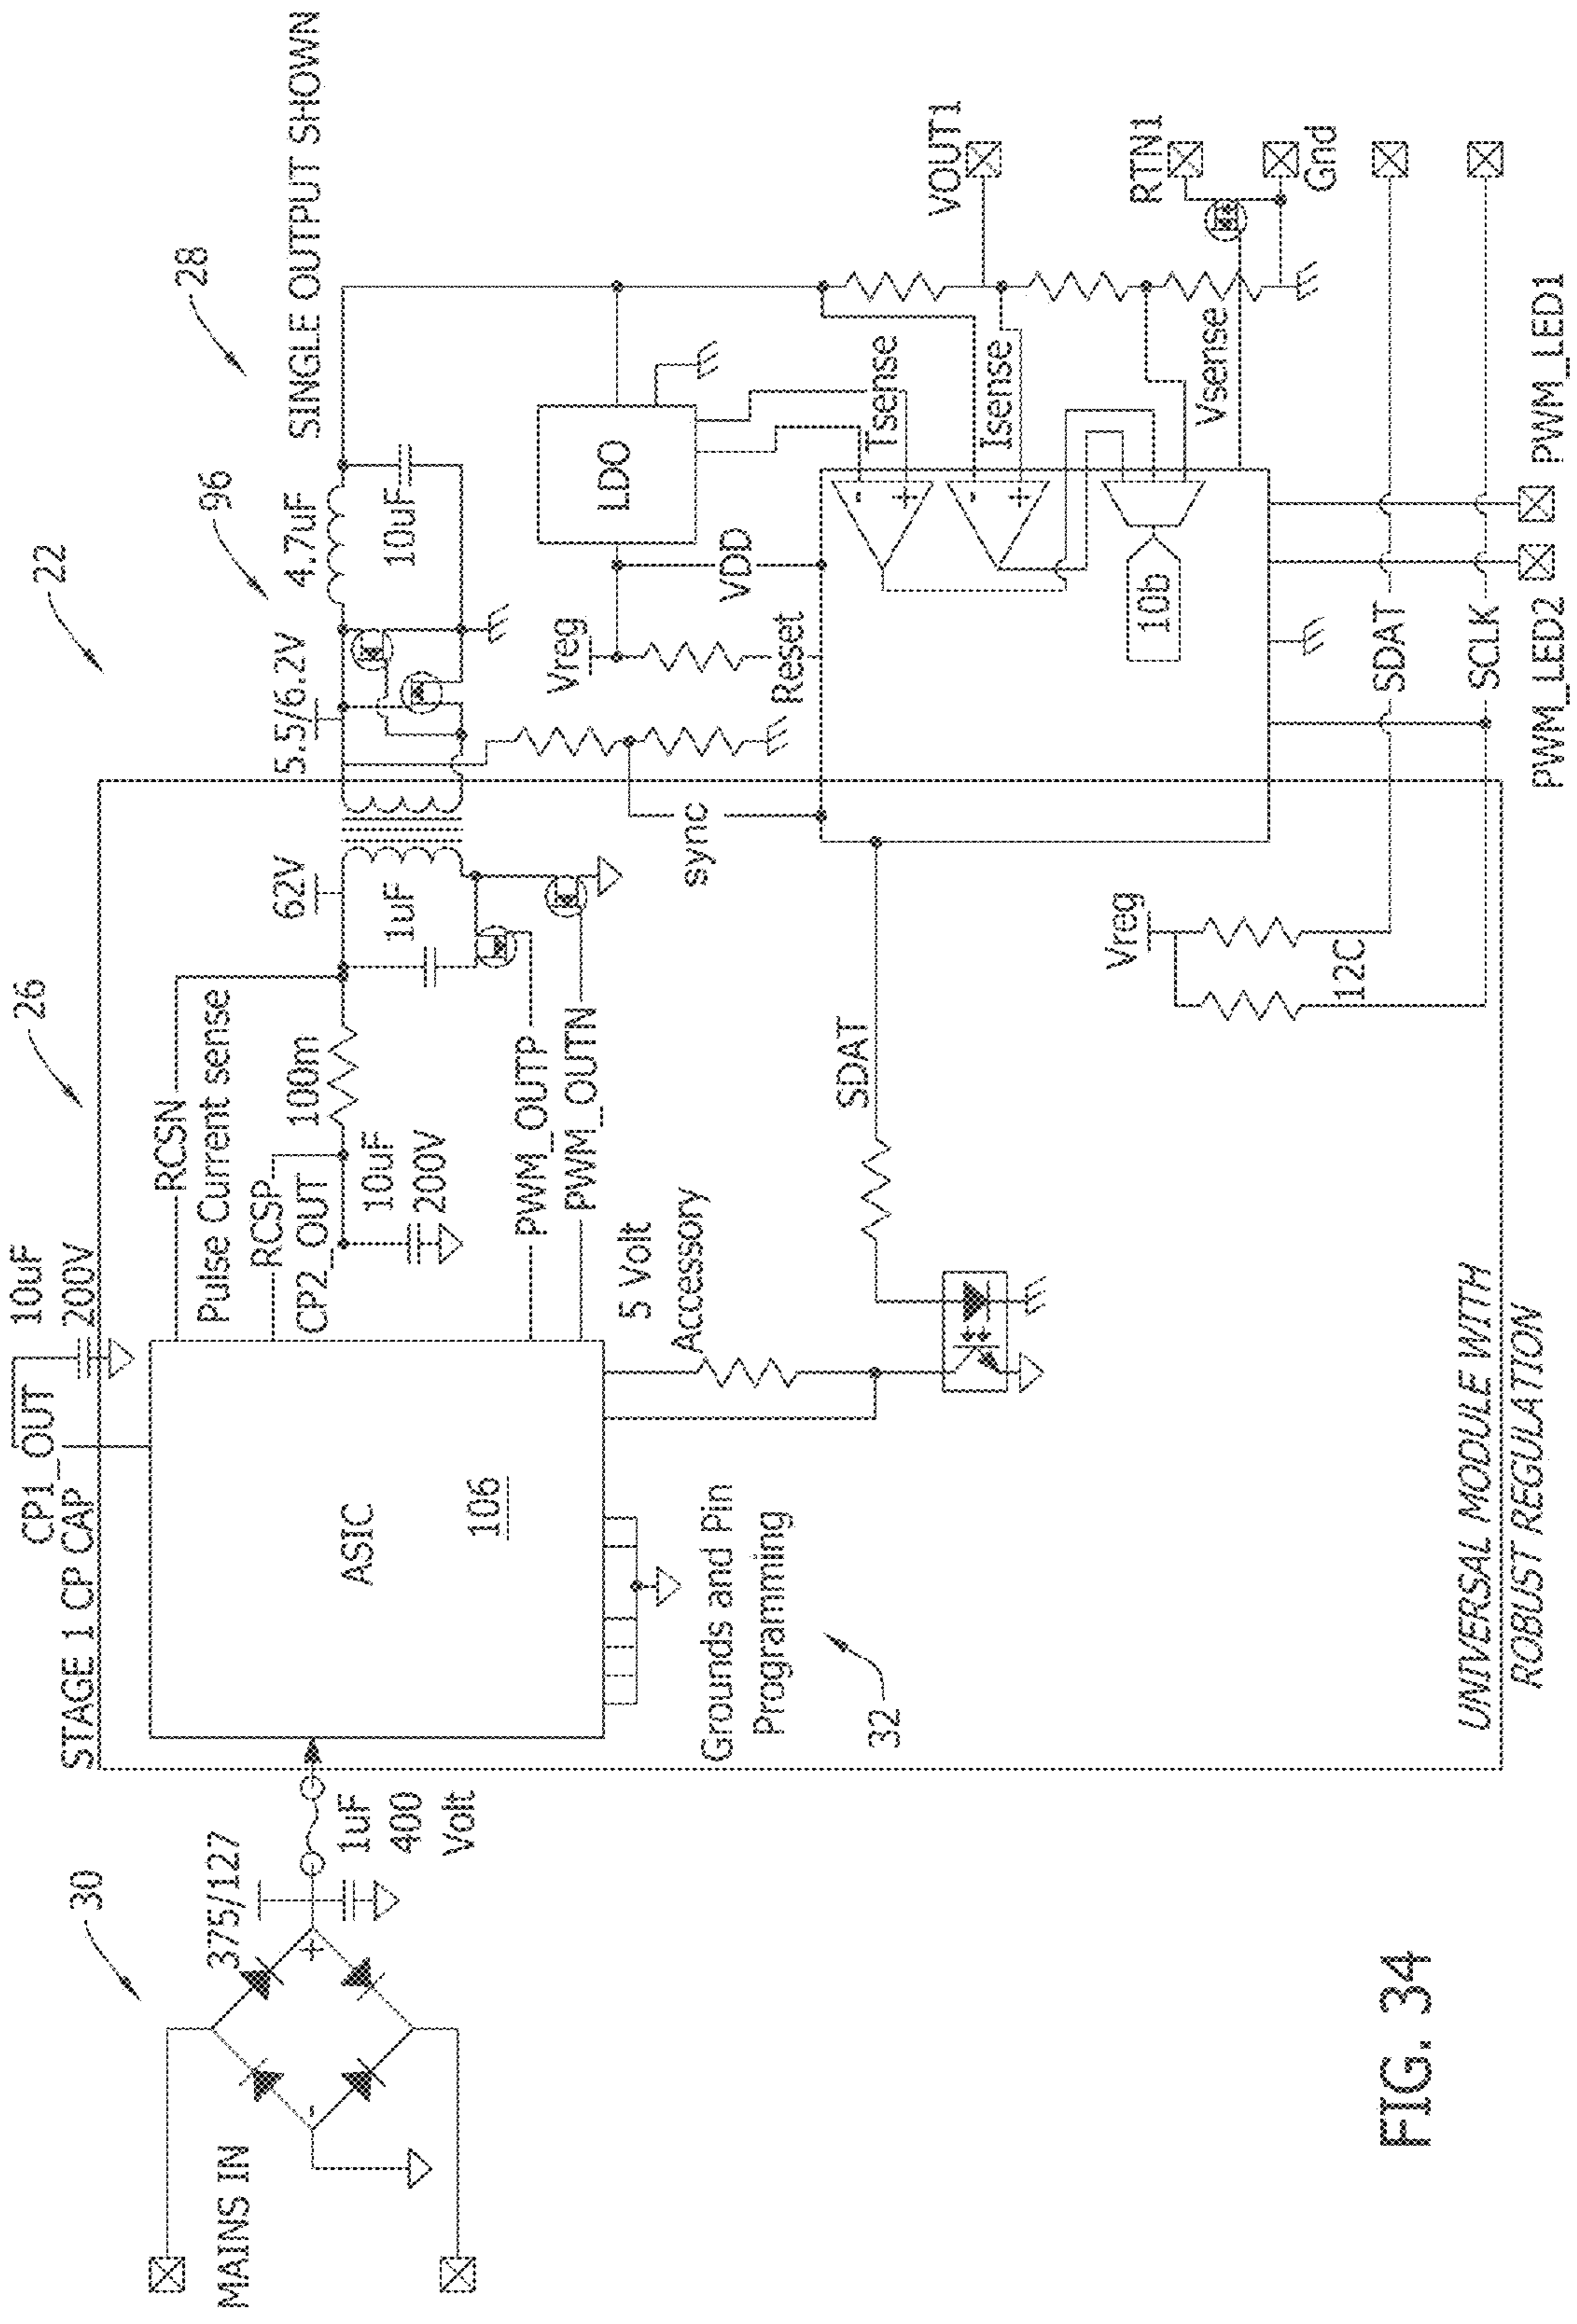 22
28
SINGLE OUTPUT SHOWN
96
5.5/6.2V
4.7uF
10uF
26
CP1_OUT
10uF
200V
STAGE 1 CP CAP
RCSN
Pulse Current sense
RCSP
CP2_OUT
100m
10uF
200V
62V
1uF
PWM_OUTP
PWM_OUTN
5 Volt
Accessory
30
375/127
1uF
400
Volt
MAINS IN
ASIC
106
Grounds and Pin
Programming
32
sync
Vreg
Reset
VDD
LDO
Tsense
Isense
Vsense
10b
VOUT1
RTN1
Gnd
SDAT
Vreg
12C
SDAT
SCLK
PWM_LED2
PWM_LED1
UNIVERSAL MODULE WITH
ROBUST REGULATION
FIG. 34